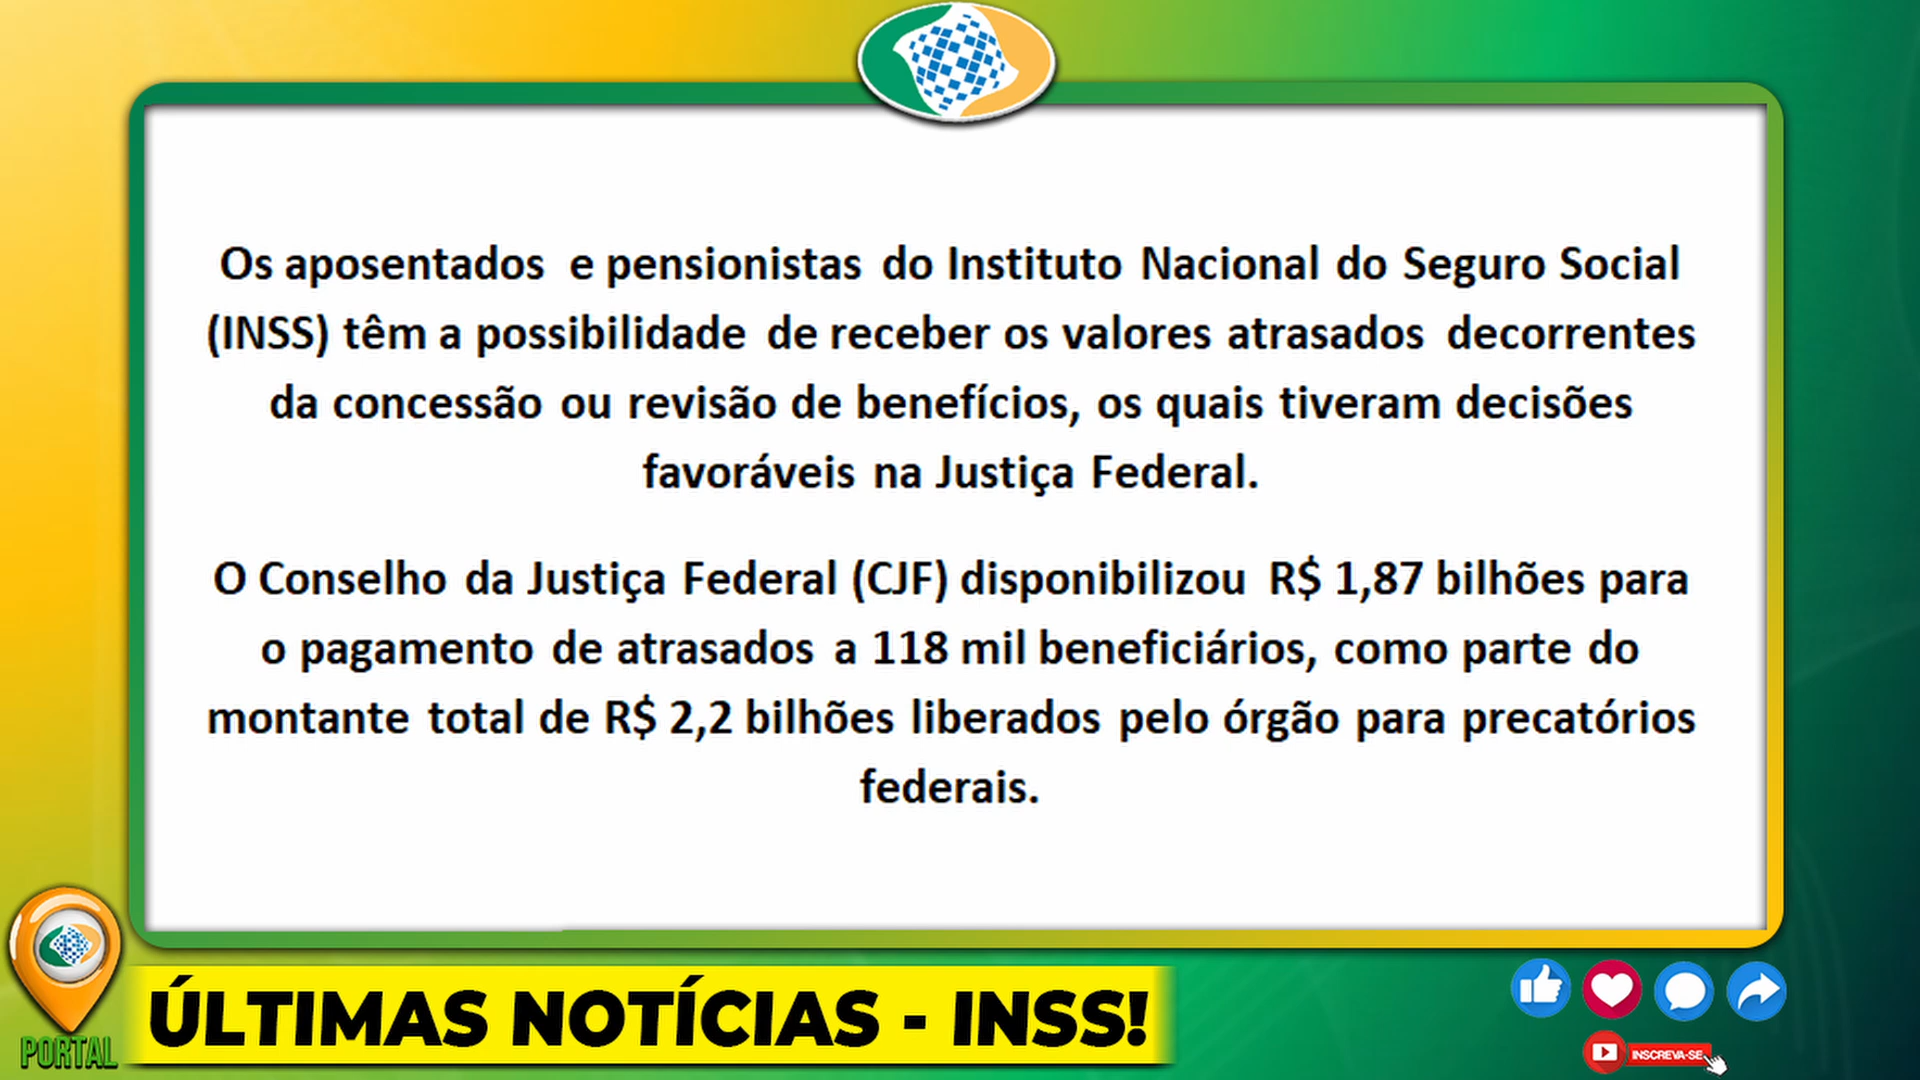 Os aposentados e pensionistas do Instituto Nacional do Seguro Social
(INSS) têm a possibilidade de receber os valores atrasados decorrentes
da concessão ou revisão de benefícios, os quais tiveram decisões
favoráveis na Justiça Federal.
O Conselho da Justiça Federal (CJF) disponibilizou R$ 1,87 bilhões para
o pagamento de atrasados a 118 mil beneficiários, como parte do
montante total de R$ 2,2 bilhões liberados pelo órgão para precatórios
federais.
PORTAL
ÚLTIMAS NOTÍCIAS - INSS!
INSCREVA-SE